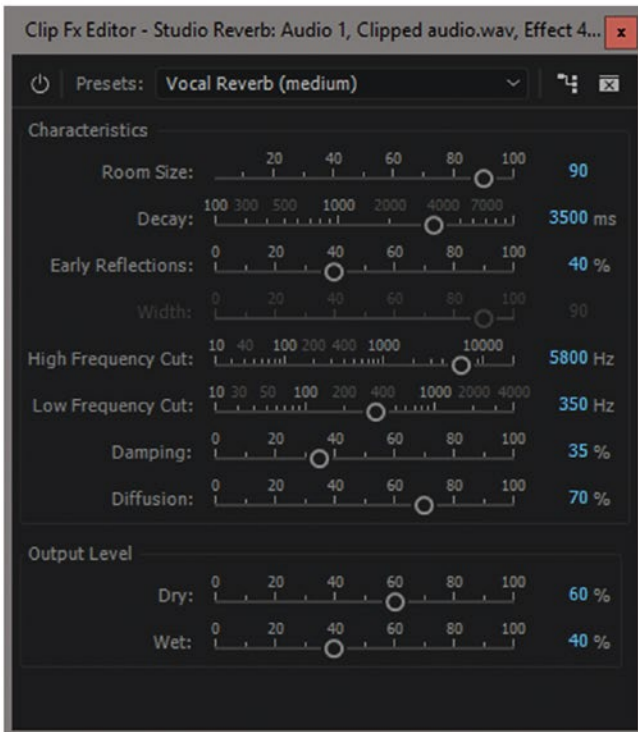 Clip Fx Editor - Studio Reverb: Audio 1, Clipped audio.wav, Effect 4... x
Presets: Vocal Reverb (medium)
Characteristics
20 40 60 80 100
Room Size: 90
100 300 500 1000 2000 4000 7000
Decay: 3500 ms
0 20 40 60 80 100
Early Reflections: 40 %
0 20 40 60 80 100
Width: 90
10 40 100 200 400 1000 10000
High Frequency Cut: 5800 Hz
10 30 50 100 200 400 1000 2000 4000
Low Frequency Cut: 350 Hz
0 20 40 60 80 100
Damping: 35 %
0 20 40 60 80 100
Diffusion: 70 %
Output Level
0 20 40 60 80 100
Dry: 60 %
0 20 40 60 80 100
Wet: 40 %